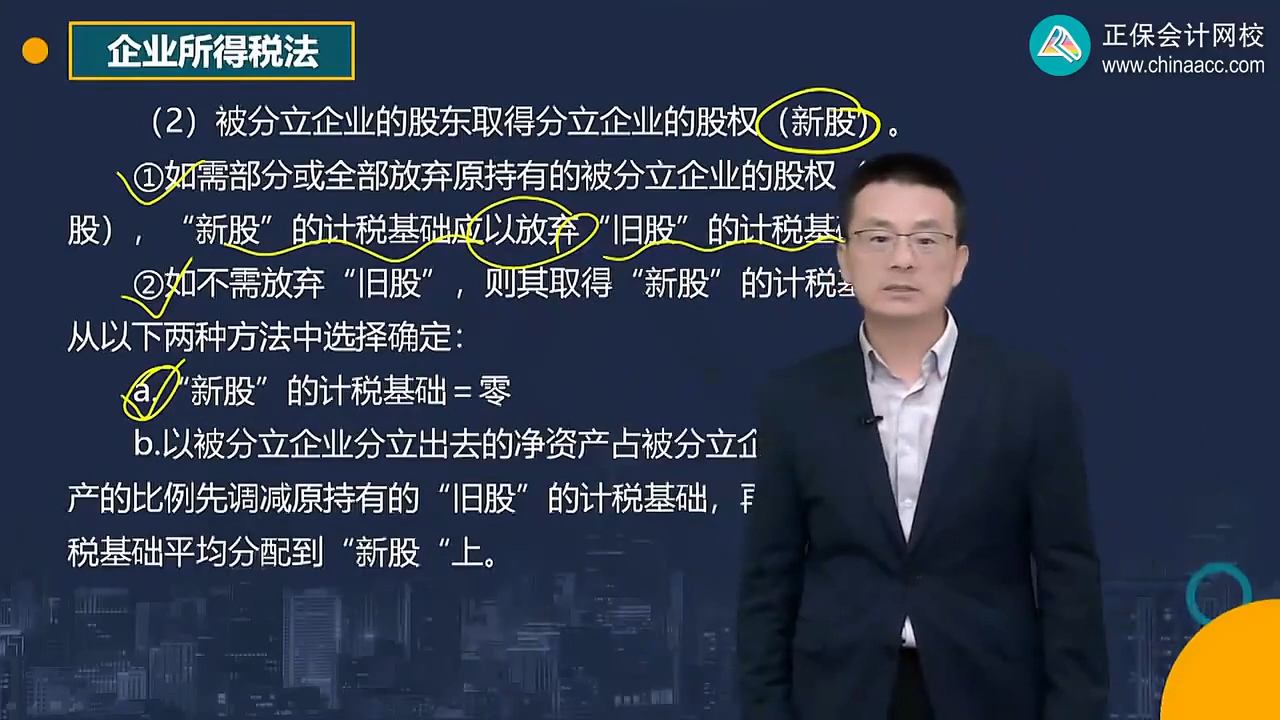 企业所得税法
正保会计网校
www.chinaacc.com
（2）被分立企业的股东取得分立企业的股权（新股）。
①如需部分或全部放弃原持有的被分立企业的股权（
股），“新股”的计税基础应以放弃“旧股”的计税基
②如不需放弃“旧股”，则其取得“新股”的计税基
从以下两种方法中选择确定：
a.“新股”的计税基础＝零
b.以被分立企业分立出去的净资产占被分立企
产的比例先调减原持有的“旧股”的计税基础，再
税基础平均分配到“新股“上。